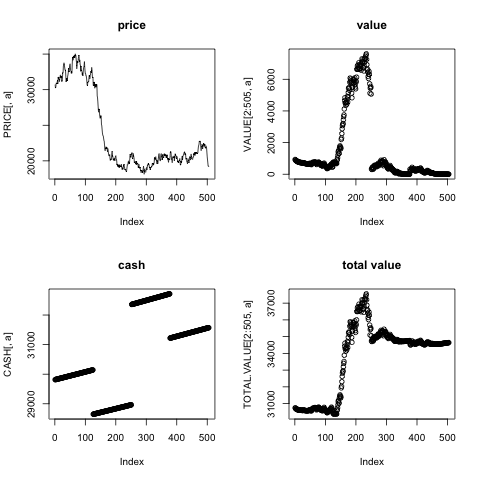 price
value
PRICE[, a]
20000
30000
0
100
200
300
400
500
Index
VALUE[2:505, a]
0
2000
4000
6000
0
100
200
300
400
500
Index
cash
total value
CASH[, a]
29000
31000
0
100
200
300
400
500
Index
TOTAL.VALUE[2:505, a]
31000
34000
37000
0
100
200
300
400
500
Index